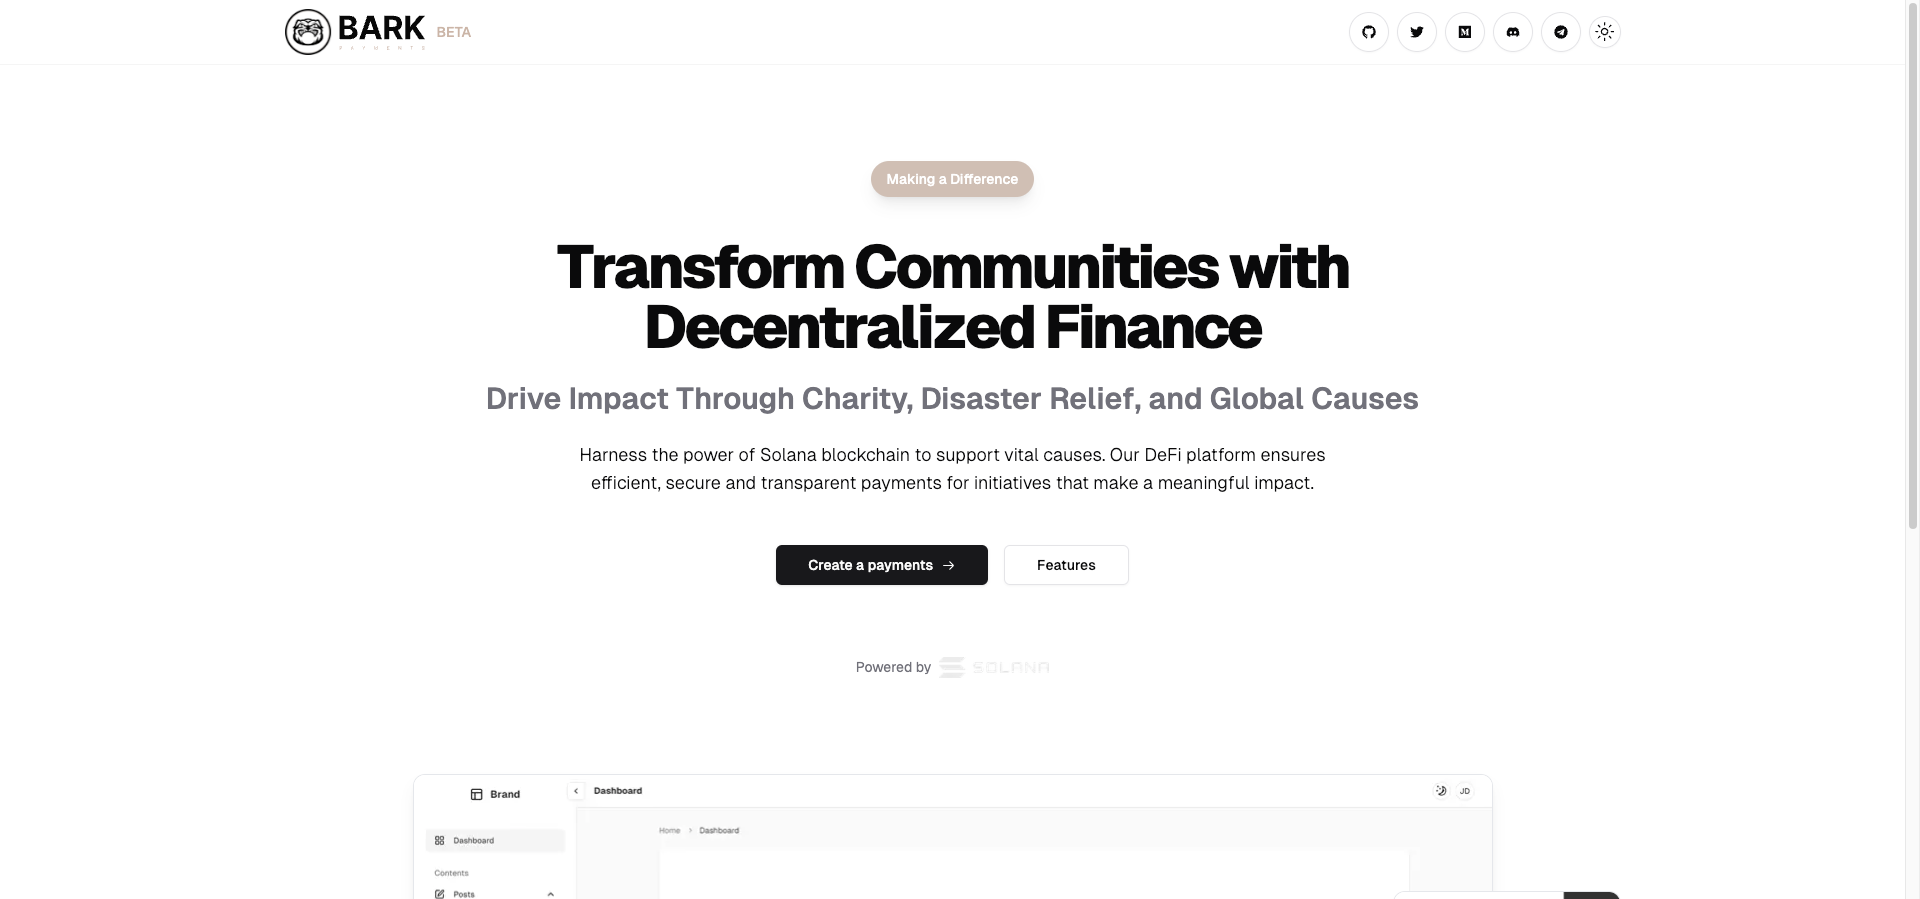 BARK
PAYMENTS
BETA
Making a Difference
Transform Communities with
Decentralized Finance
Drive Impact Through Charity, Disaster Relief, and Global Causes
Harness the power of Solana blockchain to support vital causes. Our DeFi platform ensures
efficient, secure and transparent payments for initiatives that make a meaningful impact.
Create a payments →
Features
Powered by SOLANA
Brand
Dashboard
JD
Home > Dashboard
Dashboard
Contents
Posts